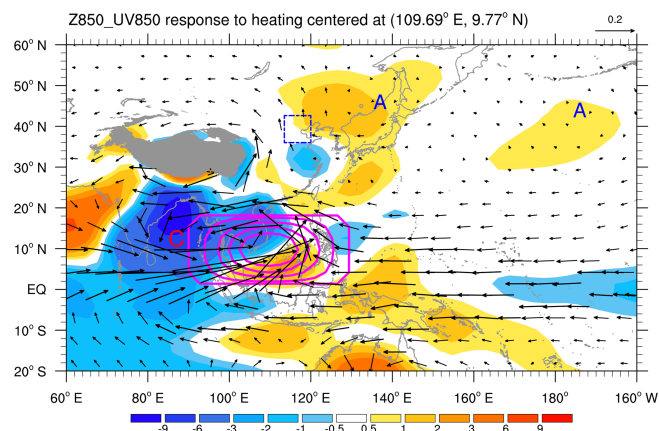 Z850_UV850 response to heating centered at (109.69° E, 9.77° N)
0.2
60° N
50° N
A
A
40° N
30° N
20° N
C
10° N
EQ
10° S
20° S
60° E 80° E 100° E 120° E 140° E 160° E 180° 160° W
-9 -6 -3 -2 -1 -0.5 0.5 1 2 3 6 9